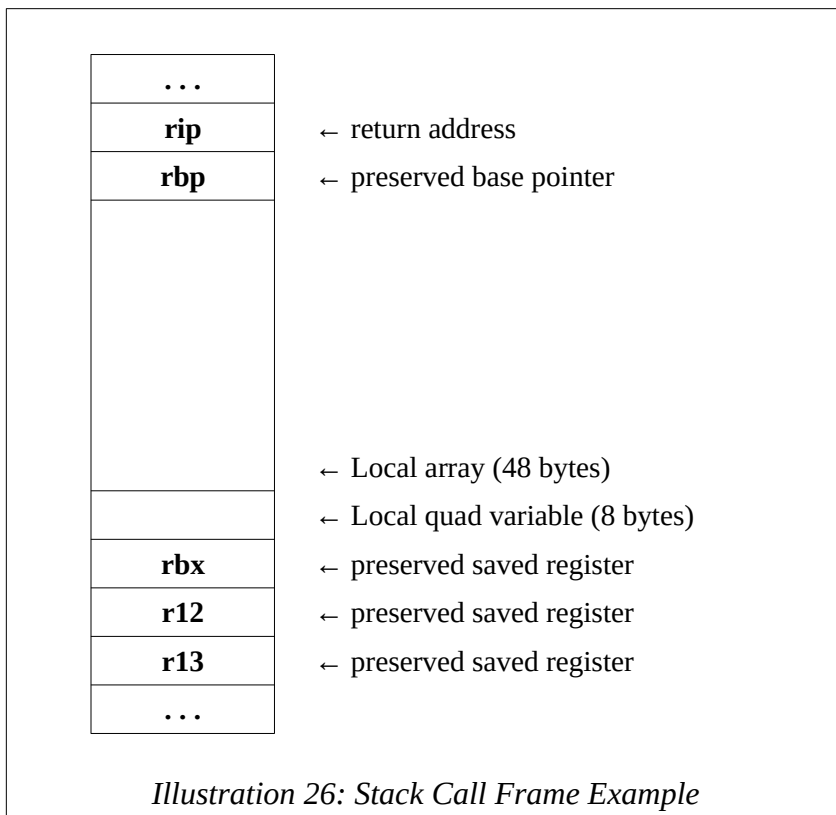 . . .
rip ← return address
rbp ← preserved base pointer
← Local array (48 bytes)
← Local quad variable (8 bytes)
rbx ← preserved saved register
r12 ← preserved saved register
r13 ← preserved saved register
. . .
Illustration 26: Stack Call Frame Example